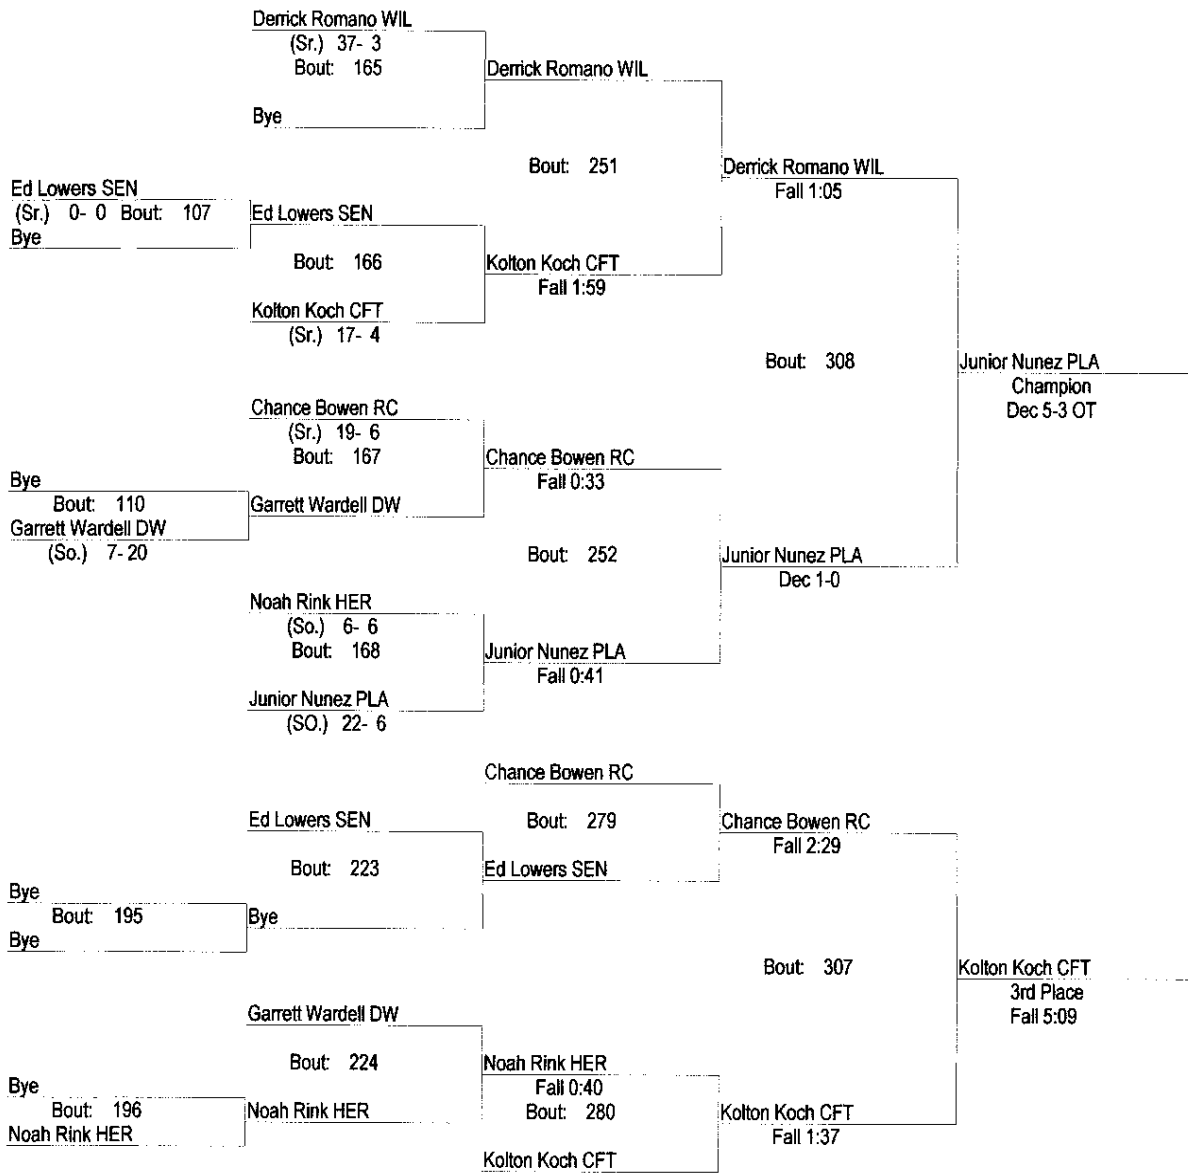 Derrick Romano WIL
(Sr.) 37- 3
Bout: 165
Derrick Romano WIL
Bye
Bout: 251
Derrick Romano WIL
Fall 1:05
Ed Lowers SEN
(Sr.) 0- 0 Bout: 107
Bye
Ed Lowers SEN
Bout: 166
Kolton Koch CFT
Fall 1:59
Kolton Koch CFT
(Sr.) 17- 4
Bout: 308
Junior Nunez PLA
Champion
Dec 5-3 OT
Chance Bowen RC
(Sr.) 19- 6
Bout: 167
Chance Bowen RC
Fall 0:33
Bye
Bout: 110
Garrett Wardell DW
(So.) 7- 20
Garrett Wardell DW
Bout: 252
Junior Nunez PLA
Dec 1-0
Noah Rink HER
(So.) 6- 6
Bout: 168
Junior Nunez PLA
Fall 0:41
Junior Nunez PLA
(SO.) 22- 6
Chance Bowen RC
Bout: 279
Chance Bowen RC
Fall 2:29
Ed Lowers SEN
Bout: 223
Ed Lowers SEN
Bye
Bout: 195
Bye
Bye
Bout: 307
Kolton Koch CFT
3rd Place
Fall 5:09
Garrett Wardell DW
Bout: 224
Noah Rink HER
Fall 0:40
Bout: 280
Bye
Bout: 196
Noah Rink HER
Noah Rink HER
Kolton Koch CFT
Fall 1:37
Kolton Koch CFT